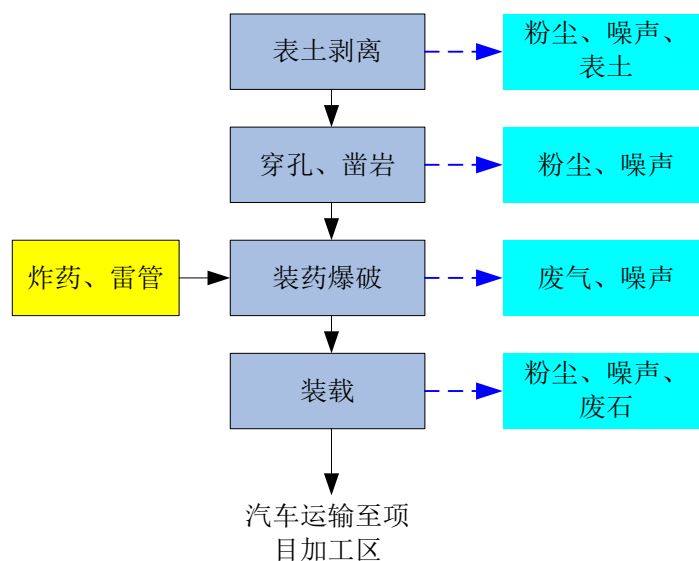 表土剥离
粉尘、噪声、
表土
穿孔、凿岩
粉尘、噪声
炸药、雷管
装药爆破
废气、噪声
装载
粉尘、噪声、
废石
汽车运输至项
目加工区